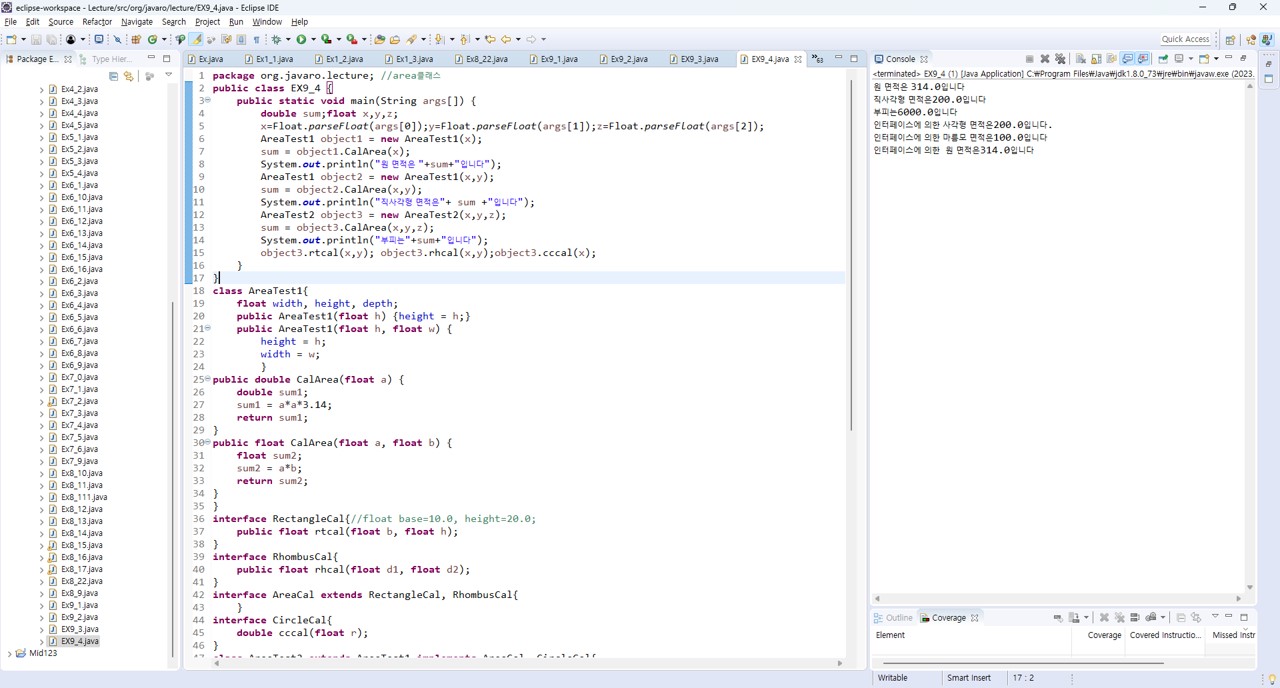 eclipse-workspace - Lecture/src/org/javaro/lecture/EX9_4.java - Eclipse IDE
File Edit Source Refactor Navigate Search Project Run Window Help
Quick Access
Package E... Type Hier...
Ex.java Ex1_1.java Ex1_2.java Ex1_3.java Ex8_22.java EX9_1.java EX9_2.java EX9_3.java EX9_4.java 63
Ex4_2.java
Ex4_3.java
Ex4_4.java
Ex4_5.java
Ex5_1.java
Ex5_2.java
Ex5_3.java
Ex5_4.java
Ex6_1.java
Ex6_10.java
Ex6_11.java
Ex6_12.java
Ex6_13.java
Ex6_14.java
Ex6_15.java
Ex6_16.java
Ex6_2.java
Ex6_3.java
Ex6_4.java
Ex6_5.java
Ex6_6.java
Ex6_7.java
Ex6_8.java
Ex6_9.java
Ex7_0.java
Ex7_1.java
Ex7_2.java
Ex7_3.java
Ex7_4.java
Ex7_5.java
Ex7_6.java
Ex7_9.java
Ex8_10.java
Ex8_11.java
Ex8_111.java
Ex8_12.java
Ex8_13.java
Ex8_14.java
Ex8_15.java
Ex8_16.java
Ex8_17.java
Ex8_22.java
Ex8_9.java
EX9_1.java
EX9_2.java
EX9_3.java
EX9_4.java
Mid123
1 package org.javaro.lecture; //area클래스
2 public class EX9_4 {
3 public static void main(String args[]) {
4 double sum;float x,y,z;
5 x=Float.parseFloat(args[0]);y=Float.parseFloat(args[1]);z=Float.parseFloat(args[2]);
6 AreaTest1 object1 = new AreaTest1(x);
7 sum = object1.CalArea(x);
8 System.out.println("원 면적은 "+sum+"입니다");
9 AreaTest1 object2 = new AreaTest1(x,y);
10 sum = object2.CalArea(x,y);
11 System.out.println("직사각형 면적은"+ sum +"입니다");
12 AreaTest2 object3 = new AreaTest2(x,y,z);
13 sum = object3.CalArea(x,y,z);
14 System.out.println("부피는"+sum+"입니다");
15 object3.rtcal(x,y); object3.rhcal(x,y);object3.cccal(x);
16 }
17 }
18 class AreaTest1{
19 float width, height, depth;
20 public AreaTest1(float h) {height = h;}
21 public AreaTest1(float h, float w) {
22 height = h;
23 width = w;
24 }
25 public double CalArea(float a) {
26 double sum1;
27 sum1 = a*a*3.14;
28 return sum1;
29 }
30 public float CalArea(float a, float b) {
31 float sum2;
32 sum2 = a*b;
33 return sum2;
34 }
35 }
36 interface RectangleCal{//float base=10.0, height=20.0;
37 public float rtcal(float b, float h);
38 }
39 interface RhombusCal{
40 public float rhcal(float d1, float d2);
41 }
42 interface AreaCal extends RectangleCal, RhombusCal{
43 }
44 interface CircleCal{
45 double cccal(float r);
46 }
47 class AreaTest2 extends AreaTest1 implements AreaCal, CircleCal{
Console
<terminated> EX9_4 (1) [Java Application] C:₩Program Files₩Java₩jdk1.8.0_73₩jre₩bin₩javaw.exe (2023.
원 면적은 314.0입니다
직사각형 면적은200.0입니다
부피는6000.0입니다
인터페이스에 의한 사각형 면적은200.0입니다.
인터페이스에 의한 마름모 면적은100.0입니다
인터페이스에 의한 원 면적은314.0입니다
Outline Coverage
Element Coverage Covered Instructio... Missed Instr
Writable Smart Insert 17 : 2